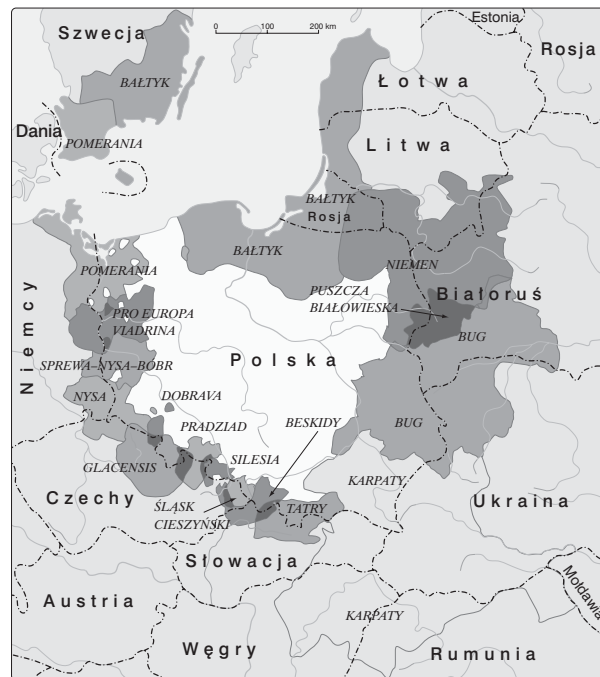 Szwecja
0 100 200 km
Estonia
Rosja
BAŁTYK
Łotwa
Dania
POMERANIA
Litwa
BAŁTYK
Rosja
BAŁTYK
NIEMEN
POMERANIA
PUSZCZA
BIAŁOWIESKA
Białoruś
PRO EUROPA
VIADRINA
BUG
Niemcy
Polska
SPREWA–NYSA–BÓBR
NYSA
DOBRAVA
PRADZIAD
BESKIDY
BUG
GLACENSIS
SILESIA
KARPATY
Czechy
ŚLĄSK
CIESZYŃSKI
TATRY
Ukraina
Słowacja
Mołdawia
Austria
KARPATY
Węgry
Rumunia